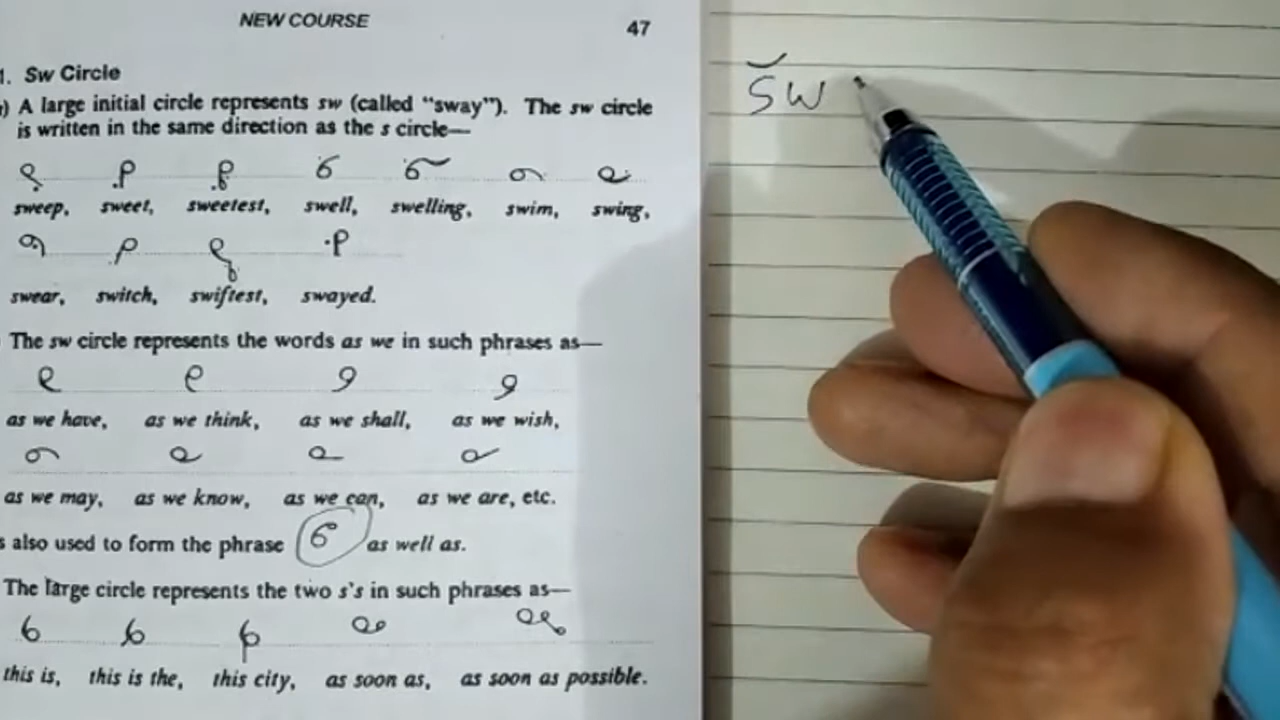 NEW COURSE 47
1. Sw Circle
) A large initial circle represents sw (called "sway"). The sw circle
is written in the same direction as the s circle—
sweep, sweet, sweetest, swell, swelling, swim, swing,
swear, switch, swiftest, swayed.
The sw circle represents the words as we in such phrases as—
as we have, as we think, as we shall, as we wish,
as we may, as we know, as we can, as we are, etc.
s also used to form the phrase as well as.
The large circle represents the two s's in such phrases as—
this is, this is the, this city, as soon as, as soon as possible.
Sw